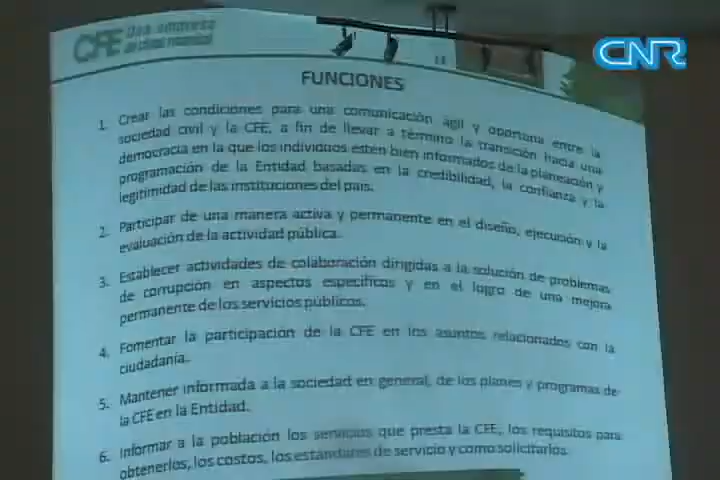 CFE Una empresa
de clase mundial
CNR
FUNCIONES
1. Crear las condiciones para una comunicación ágil y oportuna entre la
sociedad civil y la CFE, a fin de llevar a término la transición hacia una
democracia en la que los individuos estén bien informados de la planeación y
programación de la Entidad basadas en la credibilidad, la confianza y la
legitimidad de las instituciones del país.
2. Participar de una manera activa y permanente en el diseño, ejecución y la
evaluación de la actividad pública.
3. Establecer actividades de colaboración dirigidas a la solución de problemas
de corrupción en aspectos específicos y en el logro de una mejora
permanente de los servicios públicos.
4. Fomentar la participación de la CFE en los asuntos relacionados con la
ciudadanía.
5. Mantener informada a la sociedad en general, de los planes y programas de
la CFE en la Entidad.
6. Informar a la población los servicios que presta la CFE, los requisitos para
obtenerlos, los costos, los estándares de servicio y como solicitarlos.